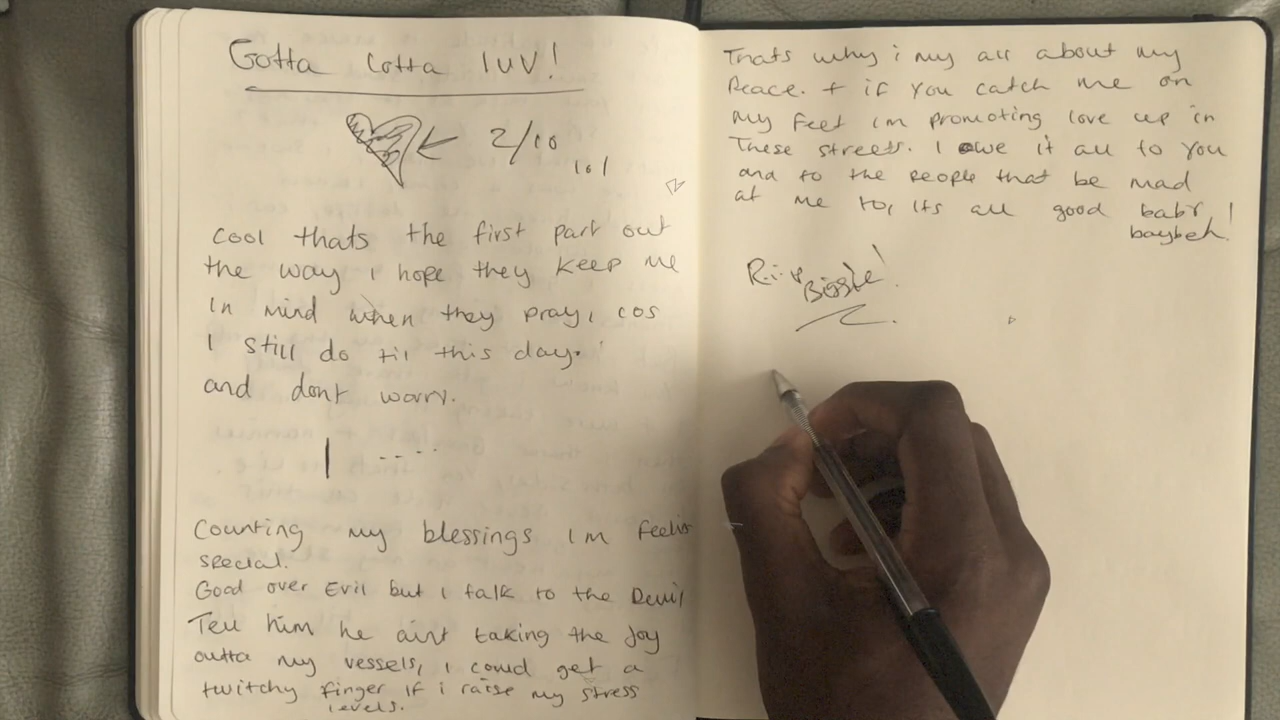 Gotta Lotta luv!
2/10
lol
Cool thats the first part out
the way I hope they keep me
In mind when they pray, cos
I still do til this day.
and dont worry.
Counting my blessings Im feelin
special.
Good over Evil but i talk to the Devil
Tell him he aint taking the Joy
outta my vessels, i could get a
twitchy finger if i raise my stress
levels.
Thats why i my all about my
Peace. + if you catch me on
my feet im promoting love up in
These streets. I owe it all to you
and to the people that be mad
at me to, Its all good baby
baybeh!
R.i.P
Biggie!